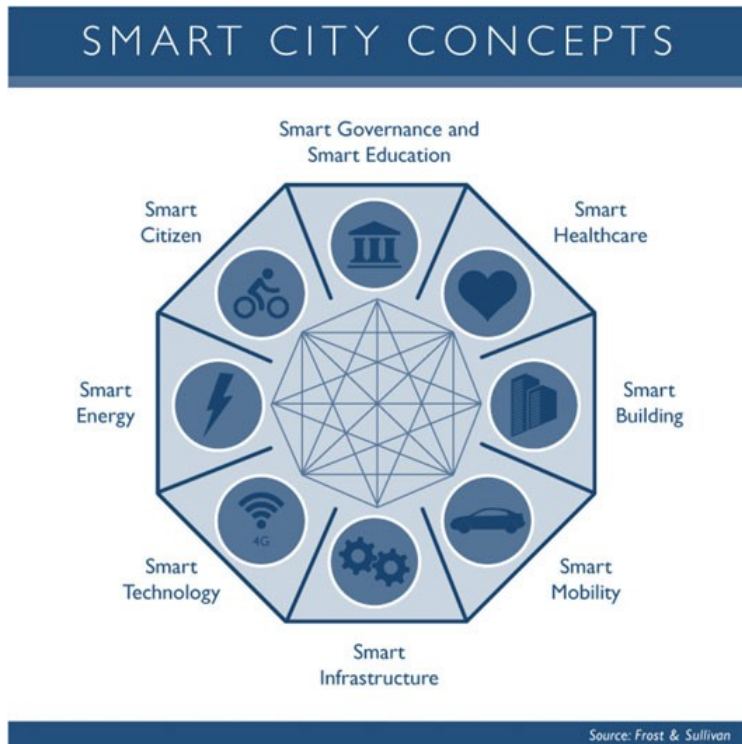 SMART CITY CONCEPTS
Smart Governance and
Smart Education
Smart
Citizen
Smart
Healthcare
Smart
Energy
Smart
Building
4G
Smart
Technology
Smart
Mobility
Smart
Infrastructure
Source: Frost & Sullivan